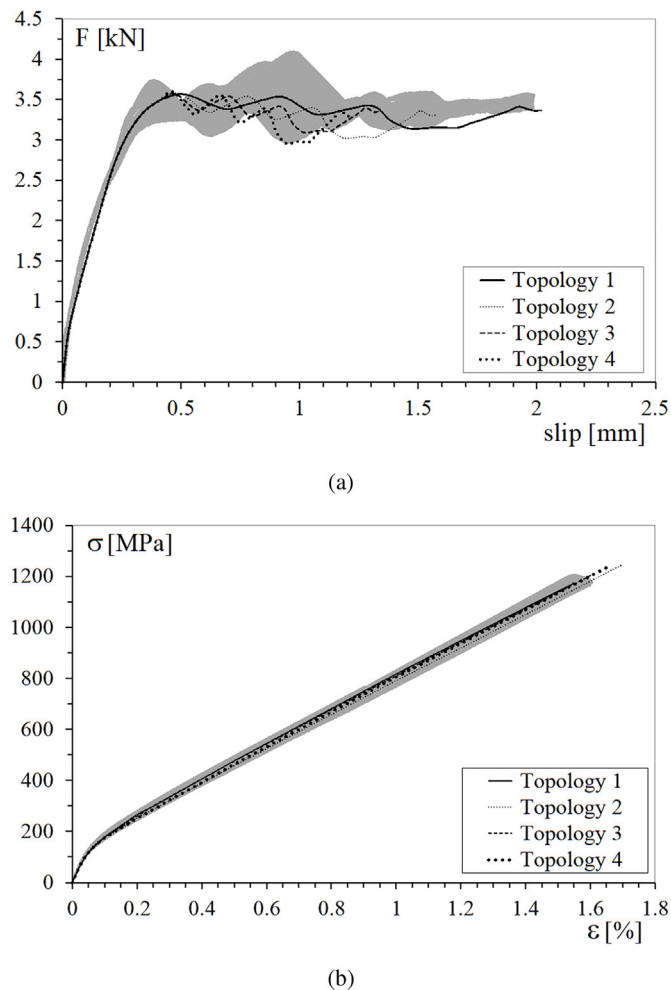 F [kN]
4.5
4
3.5
3
2.5
2
1.5
1
0.5
0
0 0.5 1 1.5 2 2.5
slip [mm]
Topology 1
Topology 2
Topology 3
Topology 4
(a)
σ [MPa]
1400
1200
1000
800
600
400
200
0
0 0.2 0.4 0.6 0.8 1 1.2 1.4 1.6 1.8
ε [%]
Topology 1
Topology 2
Topology 3
Topology 4
(b)